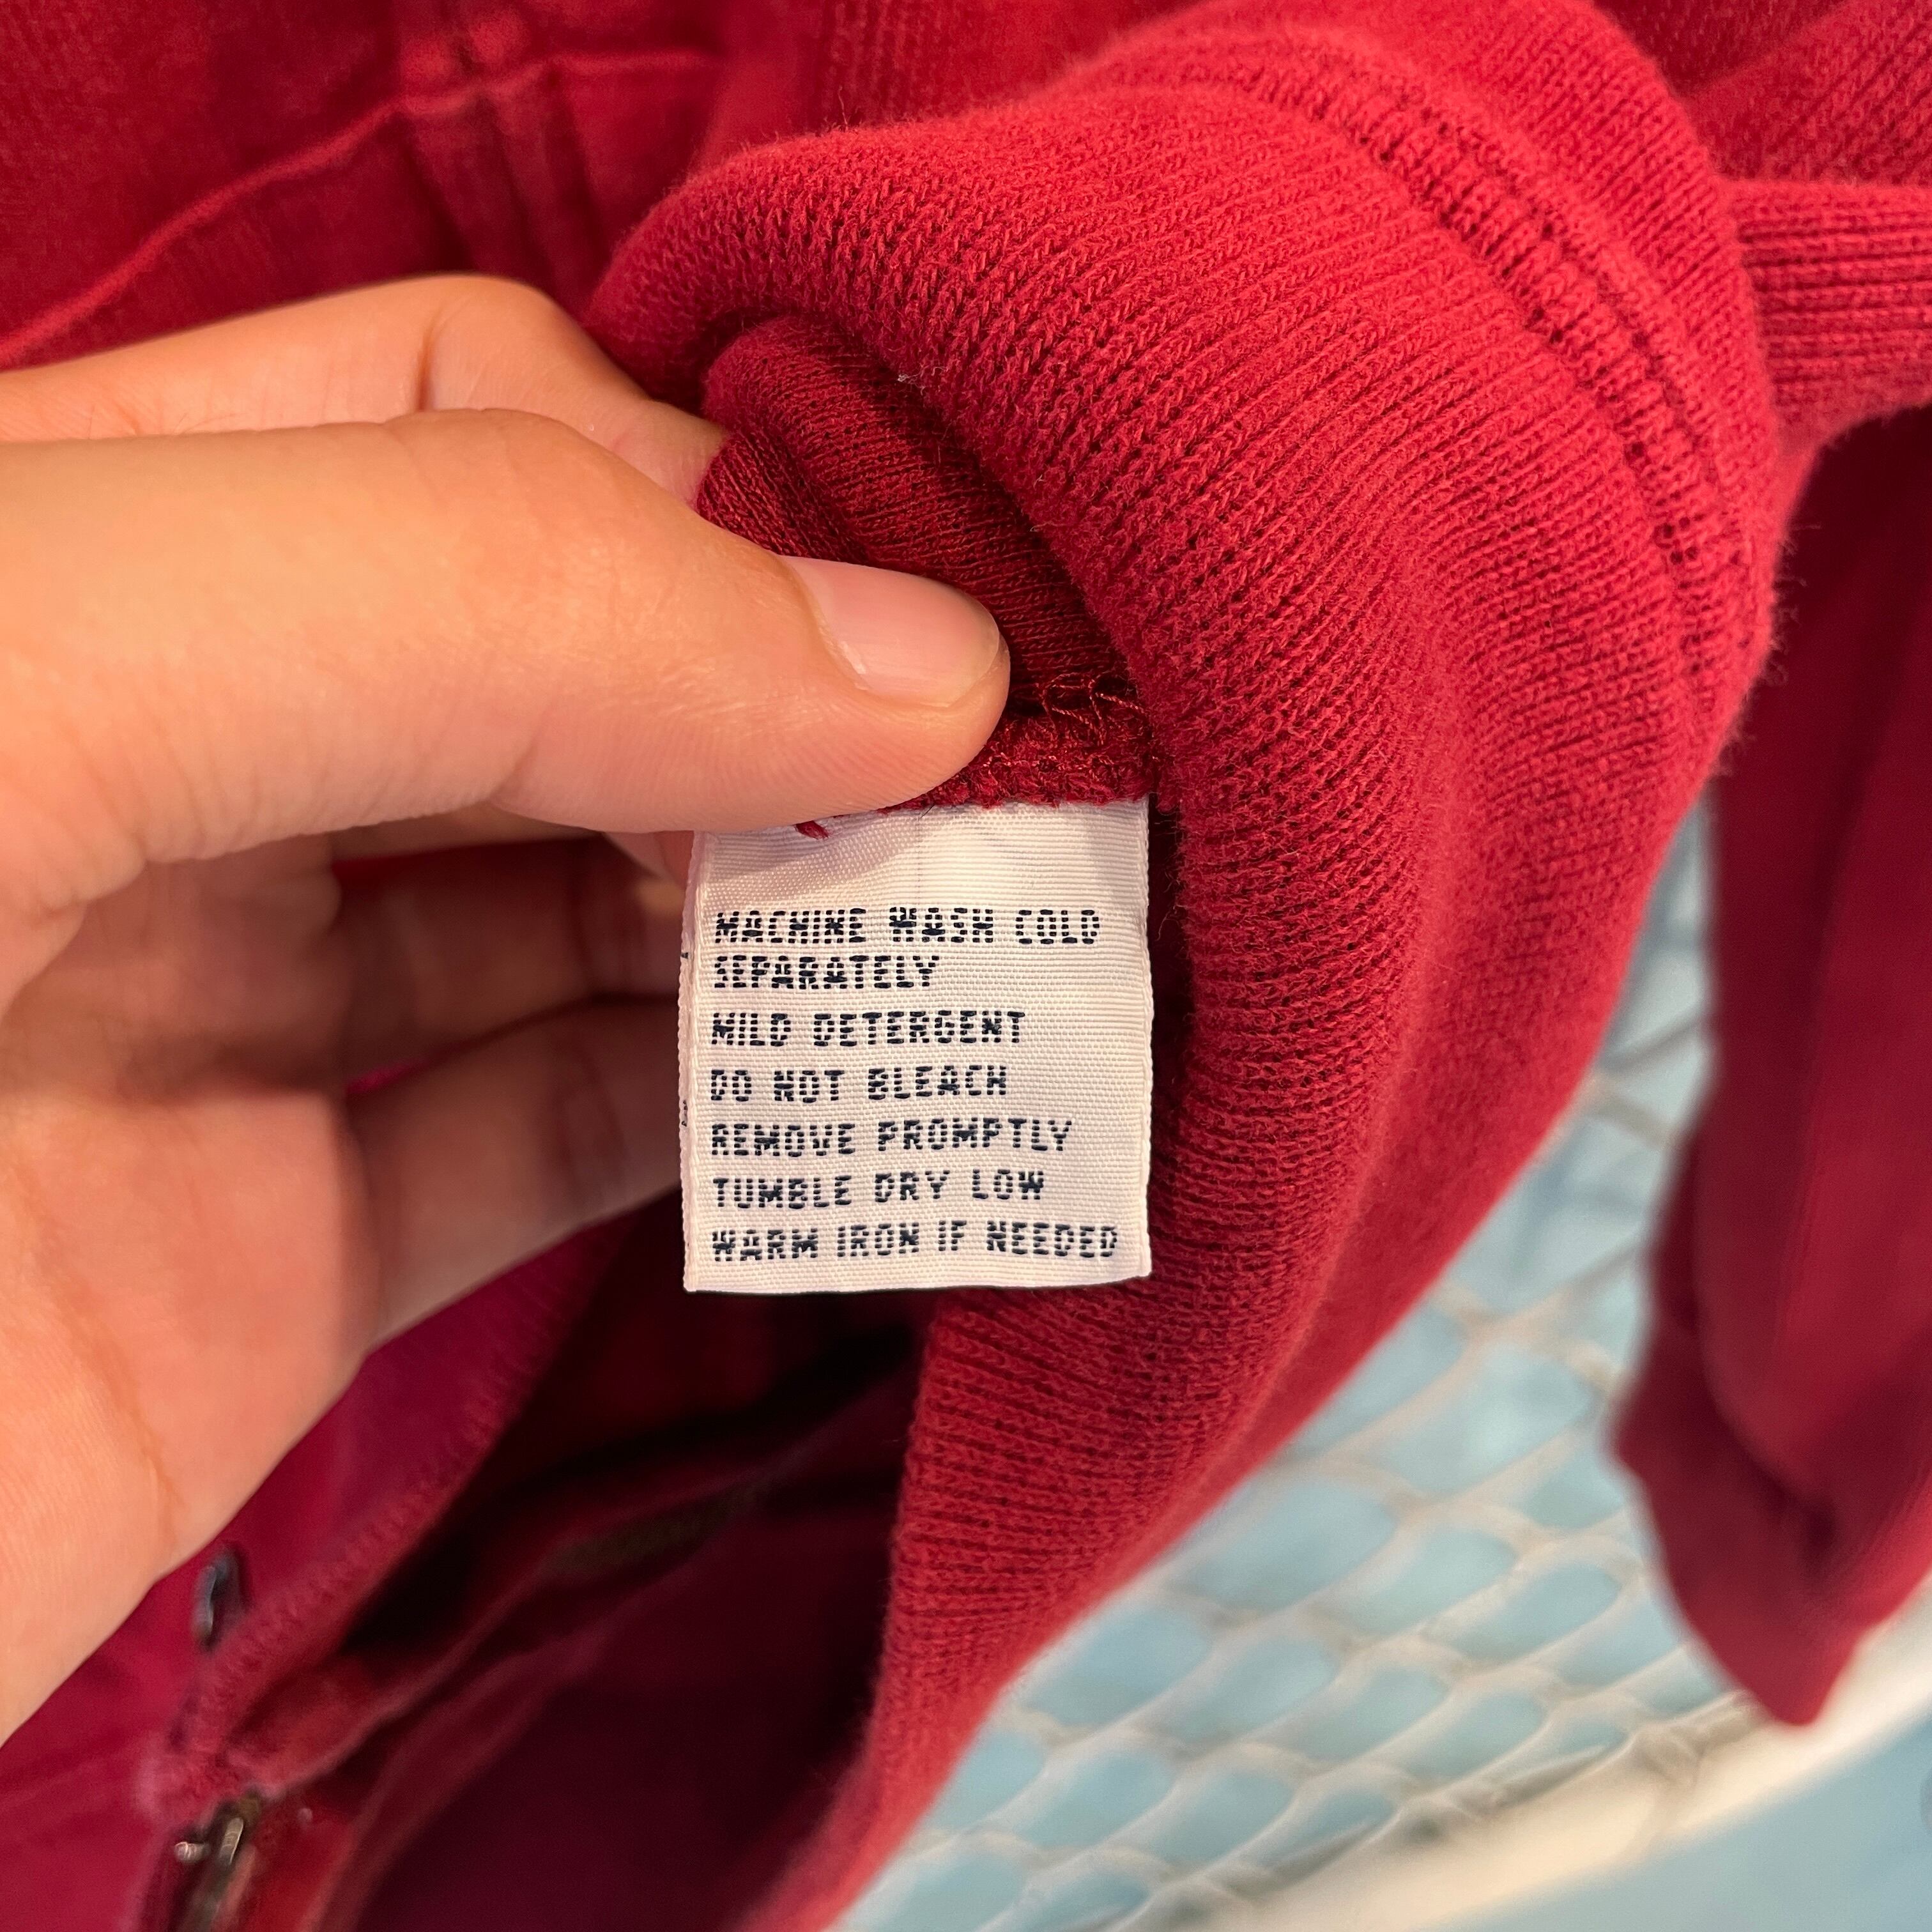 MACHINE WASH COLD
SEPARATELY
MILD DETERGENT
DO NOT BLEACH
REMOVE PROMPTLY
TUMBLE DRY LOW
WARM IRON IF NEEDED